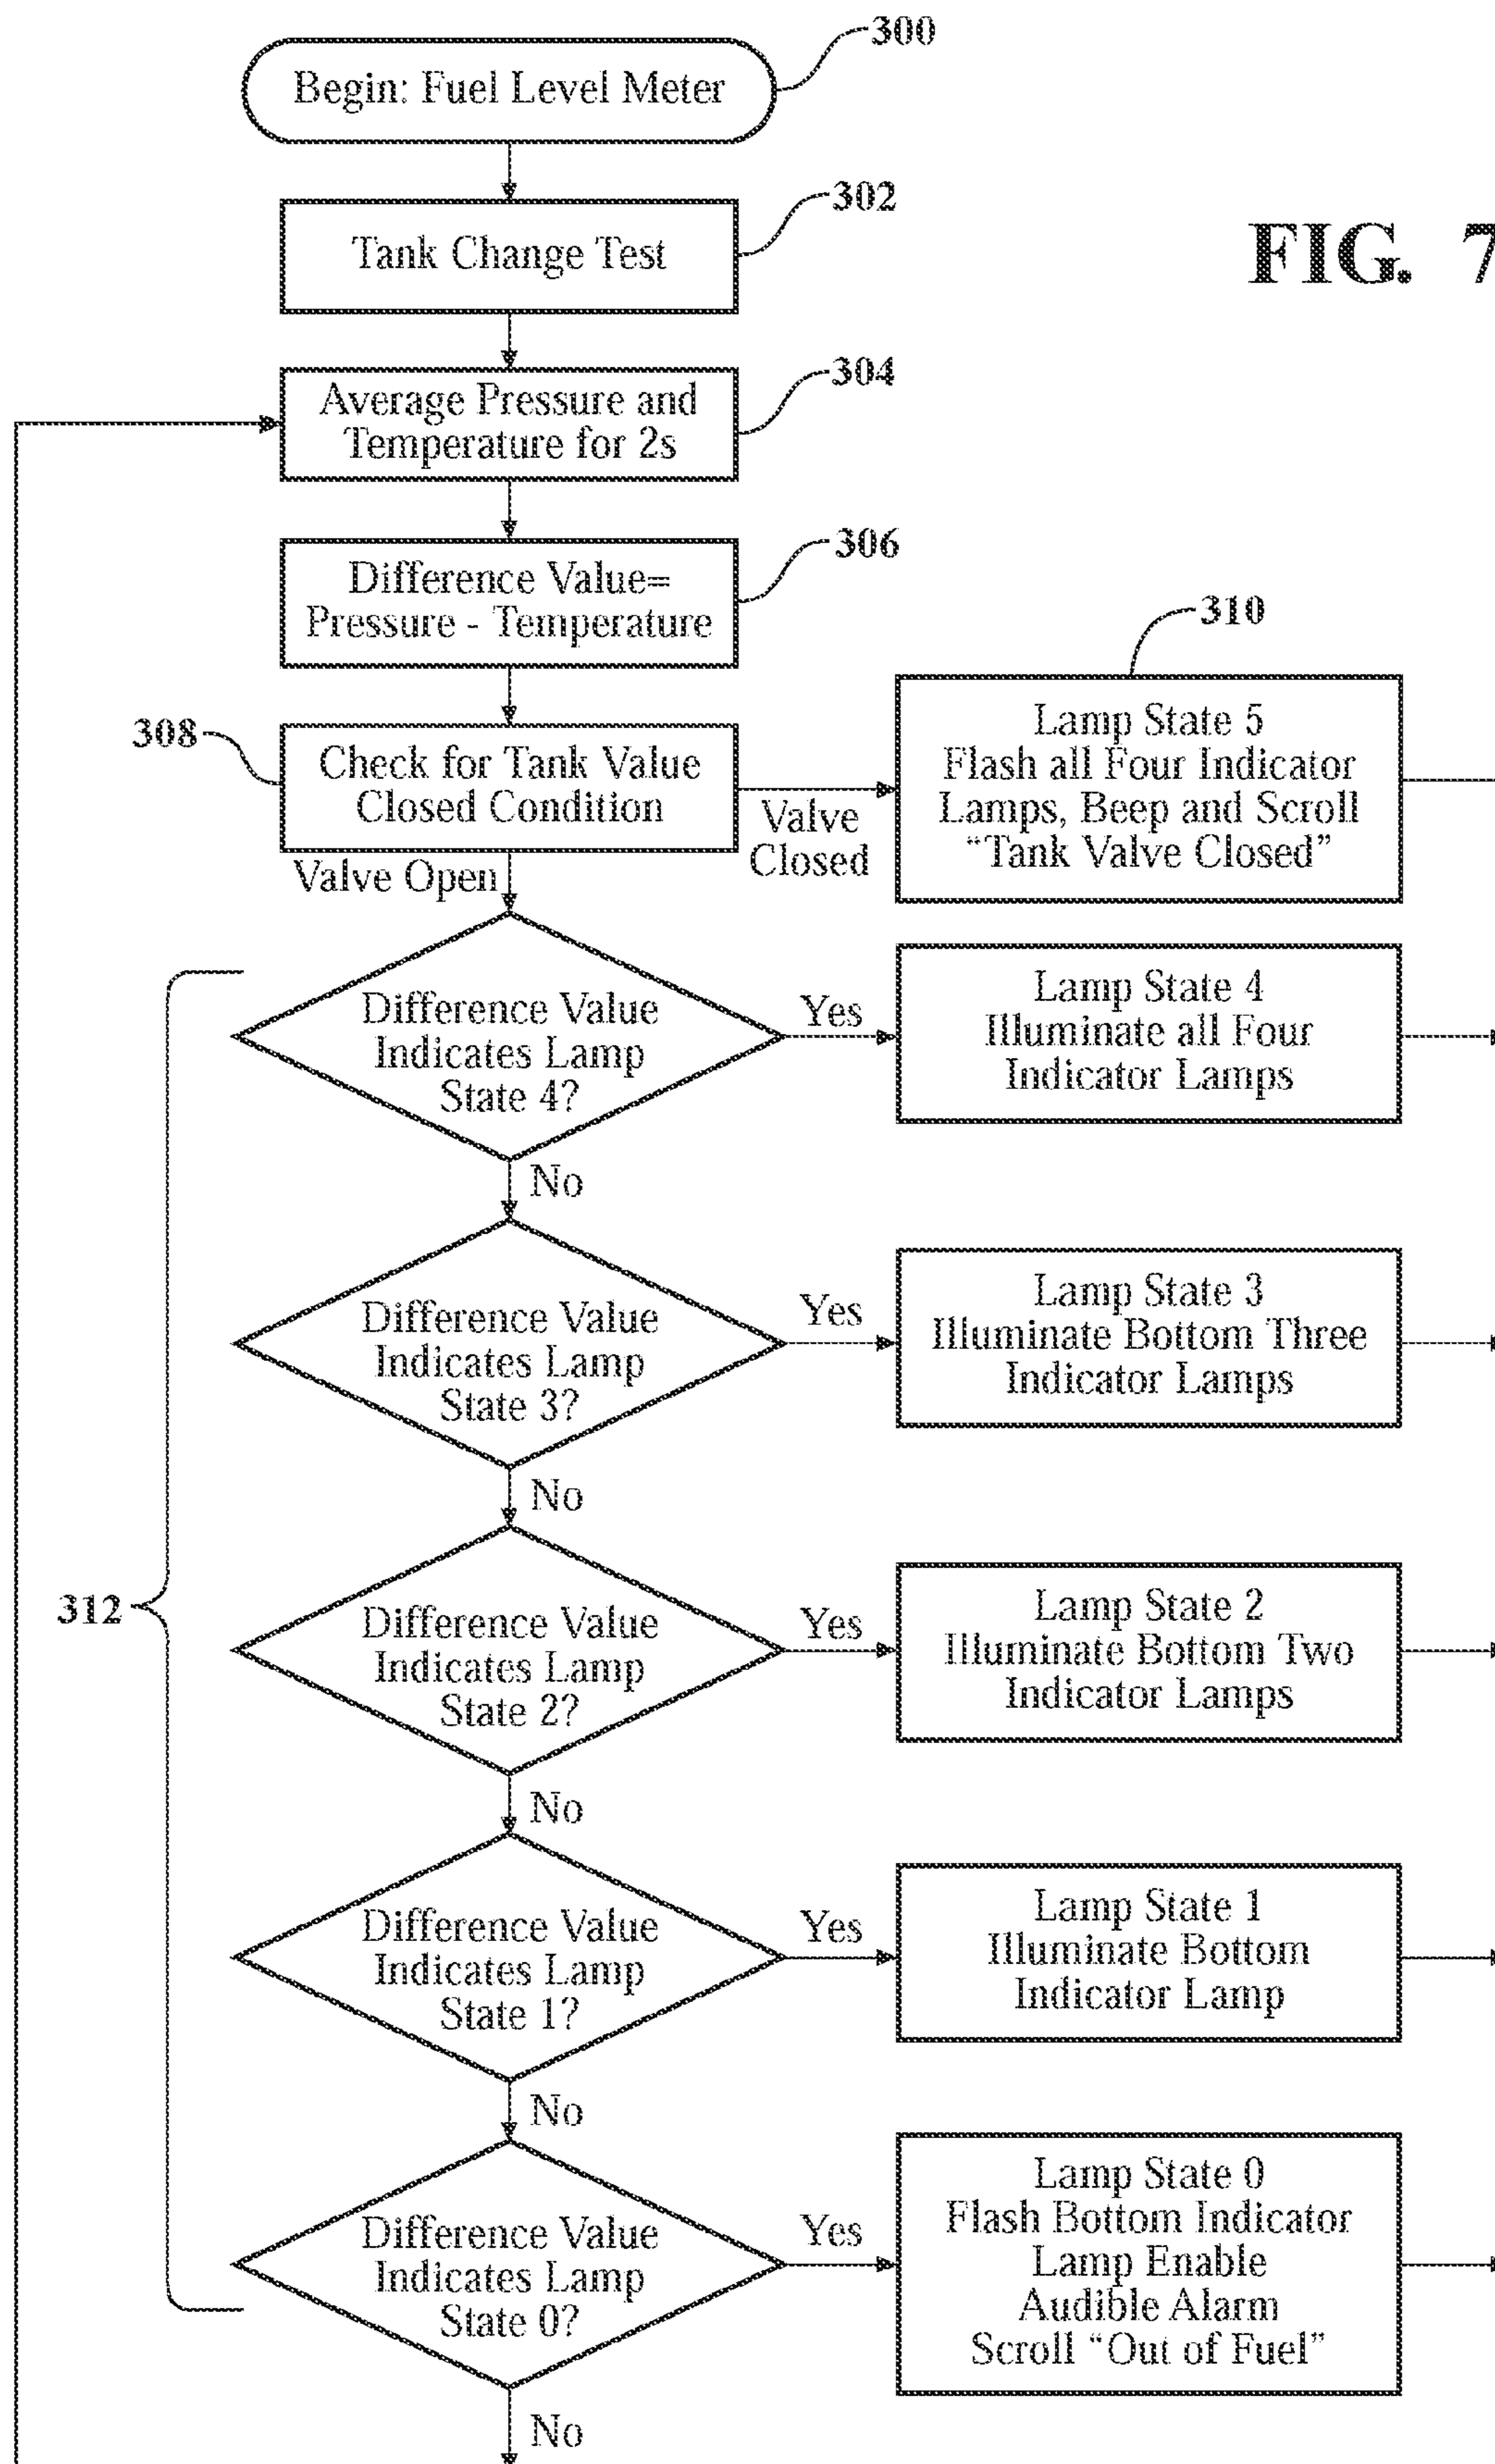 300
Begin: Fuel Level Meter
302
Tank Change Test
FIG. 7
304
Average Pressure and
Temperature for 2s
306
Difference Value=
Pressure - Temperature
310
308
Check for Tank Value
Closed Condition
Valve
Closed
Lamp State 5
Flash all Four Indicator
Lamps, Beep and Scroll
“Tank Valve Closed”
Valve Open
Difference Value
Indicates Lamp
State 4?
Yes
Lamp State 4
Illuminate all Four
Indicator Lamps
No
Difference Value
Indicates Lamp
State 3?
Yes
Lamp State 3
Illuminate Bottom Three
Indicator Lamps
No
312
Difference Value
Indicates Lamp
State 2?
Yes
Lamp State 2
Illuminate Bottom Two
Indicator Lamps
No
Difference Value
Indicates Lamp
State 1?
Yes
Lamp State 1
Illuminate Bottom
Indicator Lamp
No
Difference Value
Indicates Lamp
State 0?
Yes
Lamp State 0
Flash Bottom Indicator
Lamp Enable
Audible Alarm
Scroll “Out of Fuel”
No